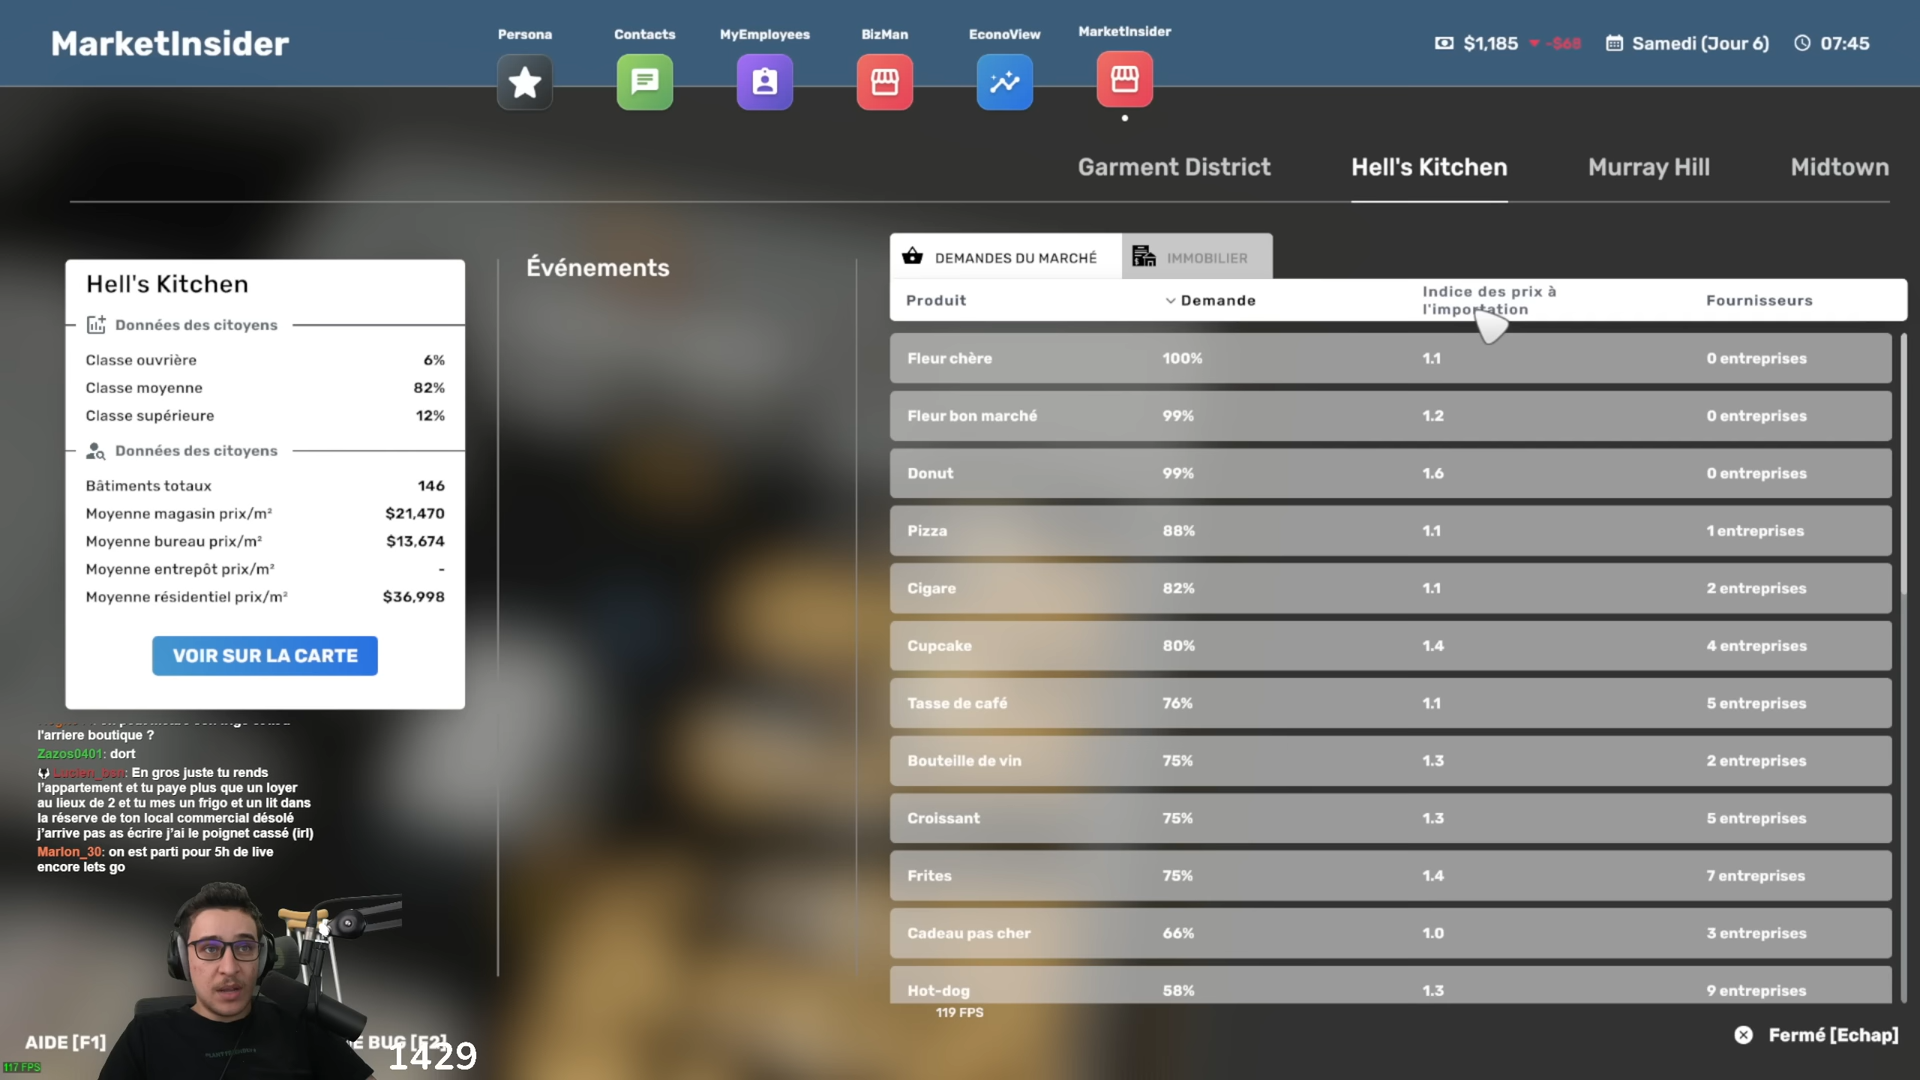 MarketInsider
Persona
Contacts
MyEmployees
BizMan
EconoView
MarketInsider
$1,185
-$68
Samedi (Jour 6)
07:45
Garment District
Hell's Kitchen
Murray Hill
Midtown
Hell's Kitchen
Données des citoyens
Classe ouvrière 6%
Classe moyenne 82%
Classe supérieure 12%
Données des citoyens
Bâtiments totaux 146
Moyenne magasin prix/m² $21,470
Moyenne bureau prix/m² $13,674
Moyenne entrepôt prix/m² -
Moyenne résidentiel prix/m² $36,998
VOIR SUR LA CARTE
Événements
DEMANDES DU MARCHÉ
IMMOBILIER
Produit Demande Indice des prix à l'importation Fournisseurs
Fleur chère 100% 1.1 0 entreprises
Fleur bon marché 99% 1.2 0 entreprises
Donut 99% 1.6 0 entreprises
Pizza 88% 1.1 1 entreprises
Cigare 82% 1.1 2 entreprises
Cupcake 80% 1.4 4 entreprises
Tasse de café 76% 1.1 5 entreprises
Bouteille de vin 75% 1.3 2 entreprises
Croissant 75% 1.3 5 entreprises
Frites 75% 1.4 7 entreprises
Cadeau pas cher 66% 1.0 3 entreprises
Hot-dog 58% 1.3 9 entreprises
119 FPS
l'arriere boutique ?
Zazos0401: dort
Lucien_bsn: En gros juste tu rends
l'appartement et tu paye plus que un loyer
au lieux de 2 et tu mes un frigo et un lit dans
la réserve de ton local commercial désolé
j'arrive pas as écrire j'ai le poignet cassé (irl)
Marlon_30: on est parti pour 5h de live
encore lets go
AIDE [F1]
E BUG [F2]
1429
117 FPS
Fermé [Echap]